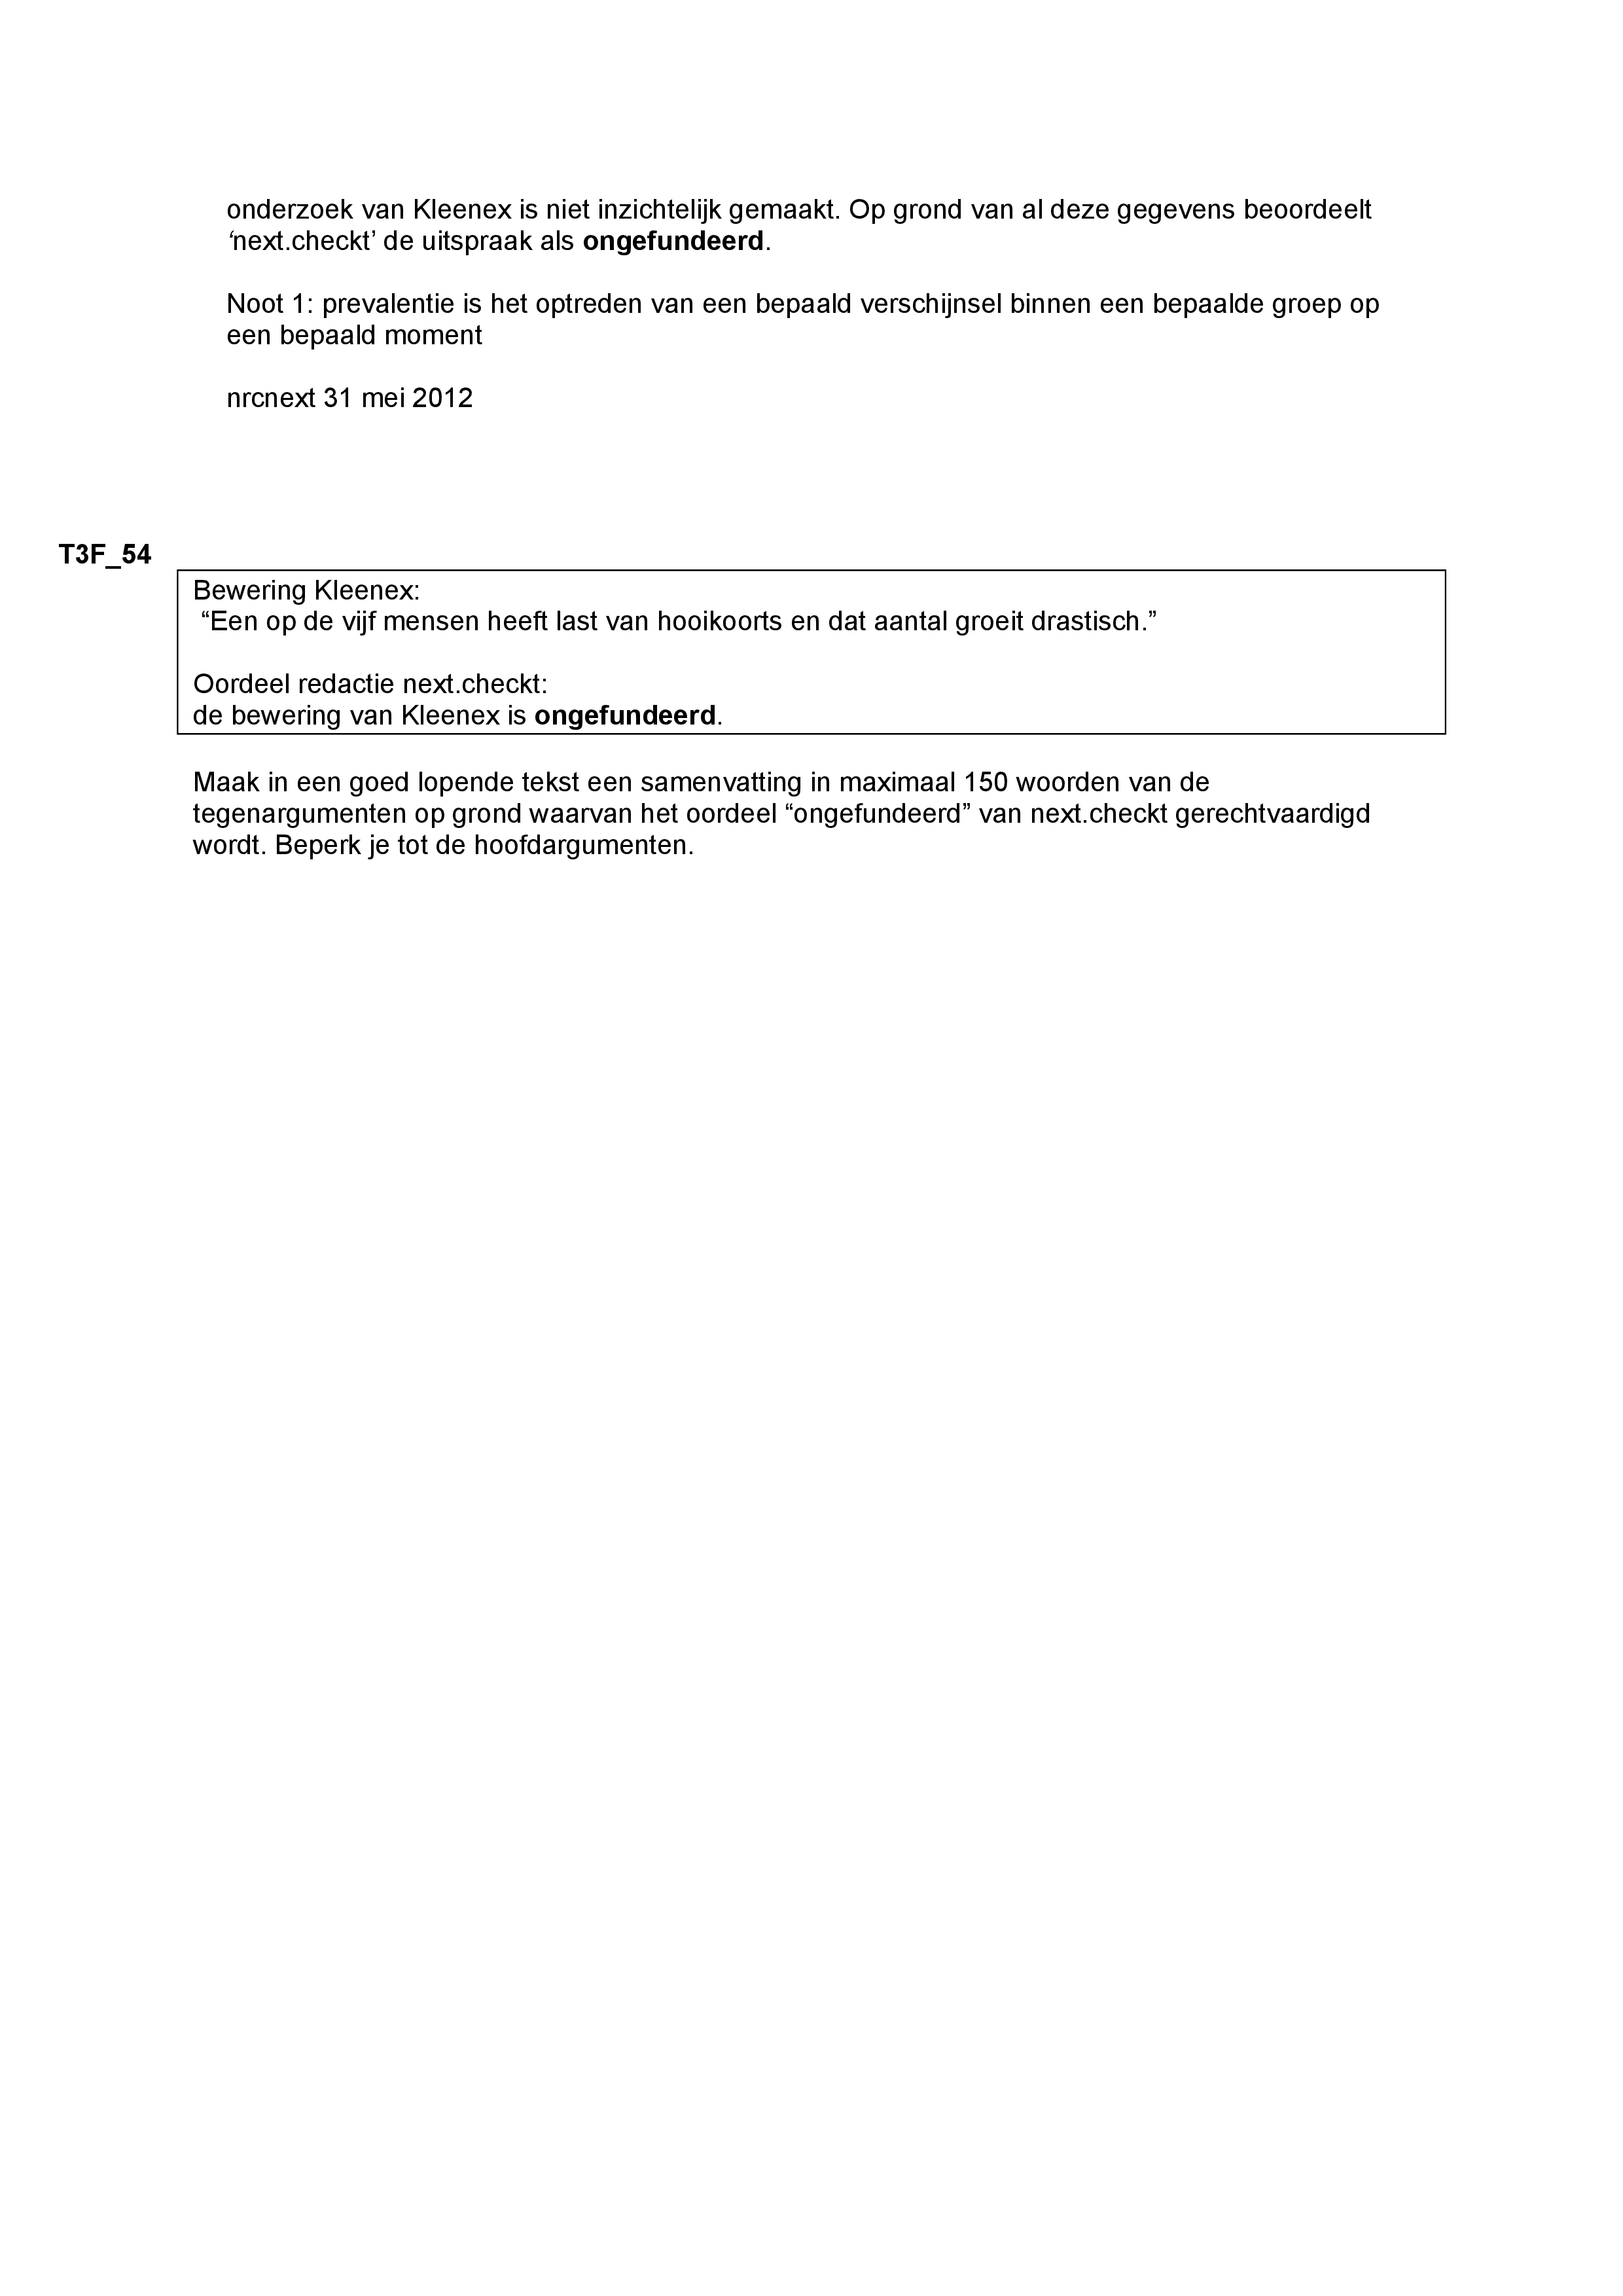 onderzoek van Kleenex is niet inzichtelijk gemaakt. Op grond van al deze gegevens beoordeelt
‘next.checkt’ de uitspraak als ongefundeerd.
Noot 1: prevalentie is het optreden van een bepaald verschijnsel binnen een bepaalde groep op
een bepaald moment
nrcnext 31 mei 2012
T3F_54
Bewering Kleenex:
“Een op de vijf mensen heeft last van hooikoorts en dat aantal groeit drastisch.”
Oordeel redactie next.checkt:
de bewering van Kleenex is ongefundeerd.
Maak in een goed lopende tekst een samenvatting in maximaal 150 woorden van de
tegenargumenten op grond waarvan het oordeel “ongefundeerd” van next.checkt gerechtvaardigd
wordt. Beperk je tot de hoofdargumenten.